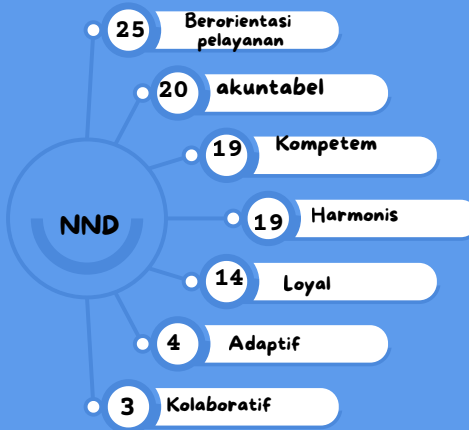 25 Berorientasi
pelayanan
20 akuntabel
19 Kompetem
NND
19 Harmonis
14 Loyal
4 Adaptif
3 Kolaboratif